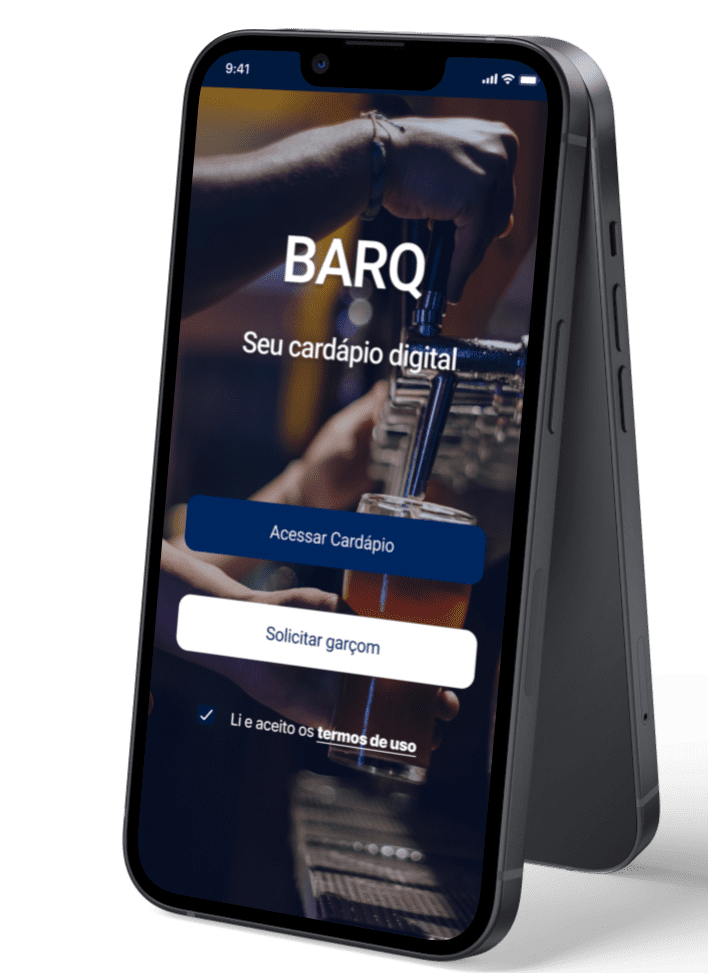 9:41
BARQ
Seu cardápio digital
Acessar Cardápio
Solicitar garçom
Li e aceito os termos de uso